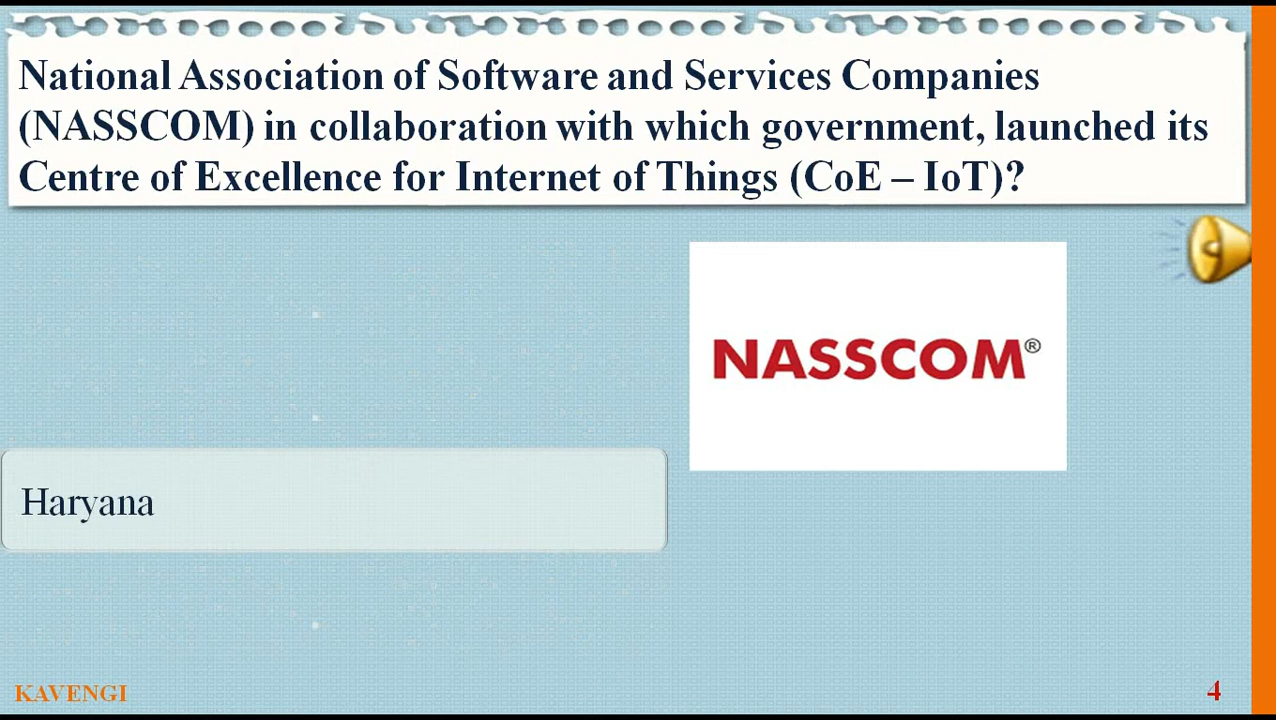 National Association of Software and Services Companies
(NASSCOM) in collaboration with which government, launched its
Centre of Excellence for Internet of Things (CoE – IoT)?
NASSCOM®
Haryana
KAVENGI
4